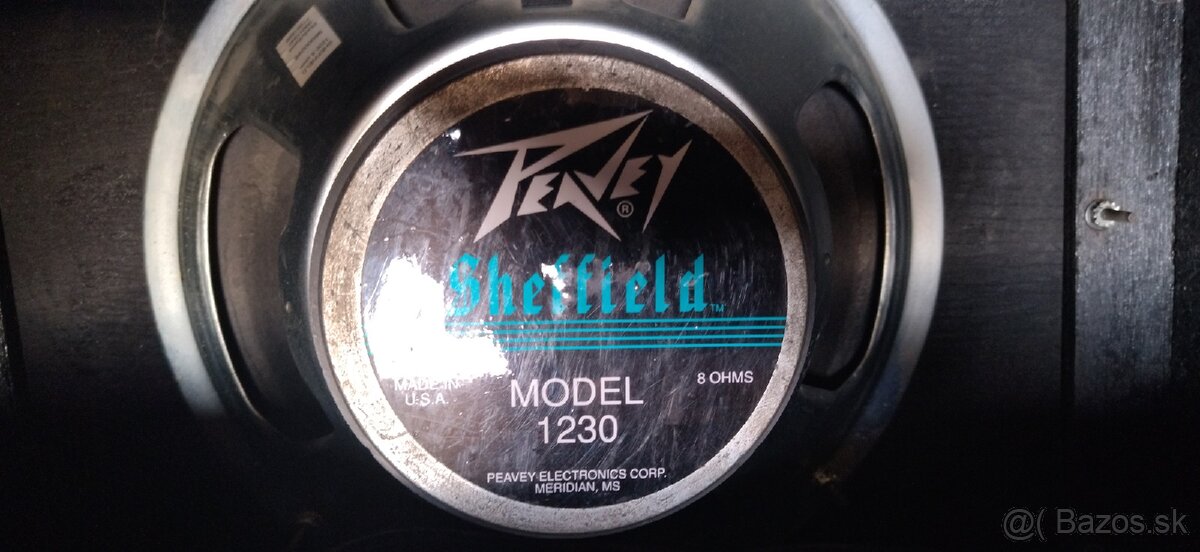 PEAVEY ®
Sheffield ™
MADE IN
U.S.A.
8 OHMS
MODEL
1230
PEAVEY ELECTRONICS CORP.
MERIDIAN, MS
@( Bazos.sk